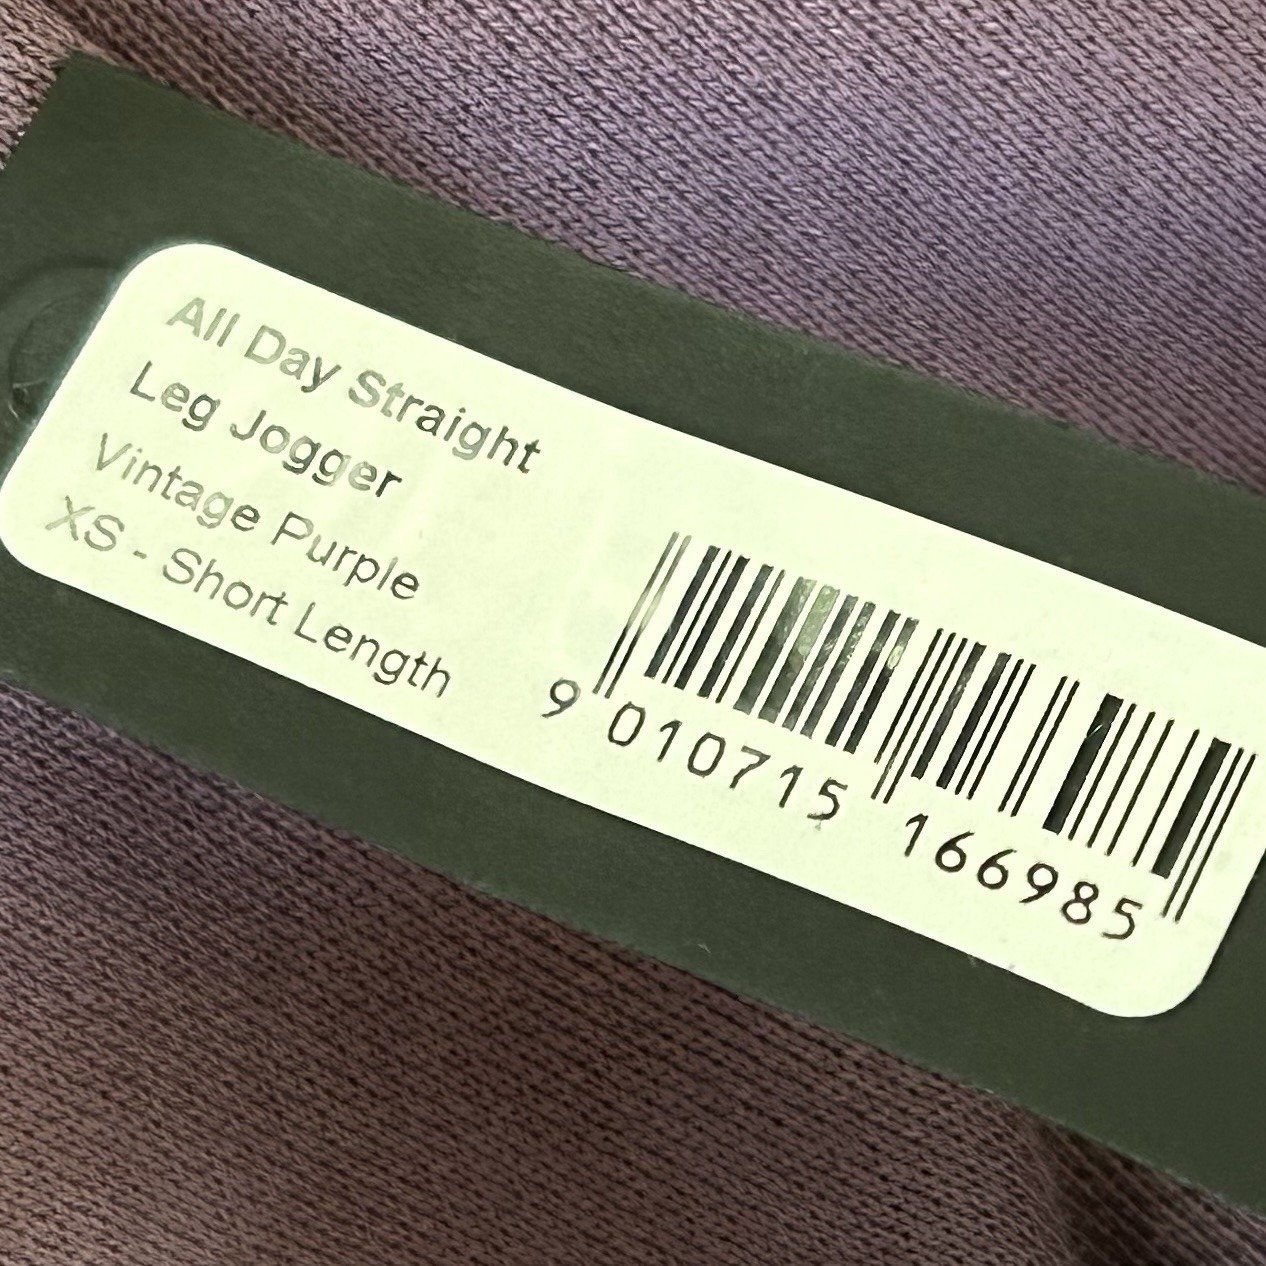 All Day Straight
Leg Jogger
Vintage Purple
XS - Short Length
9 010715 166985